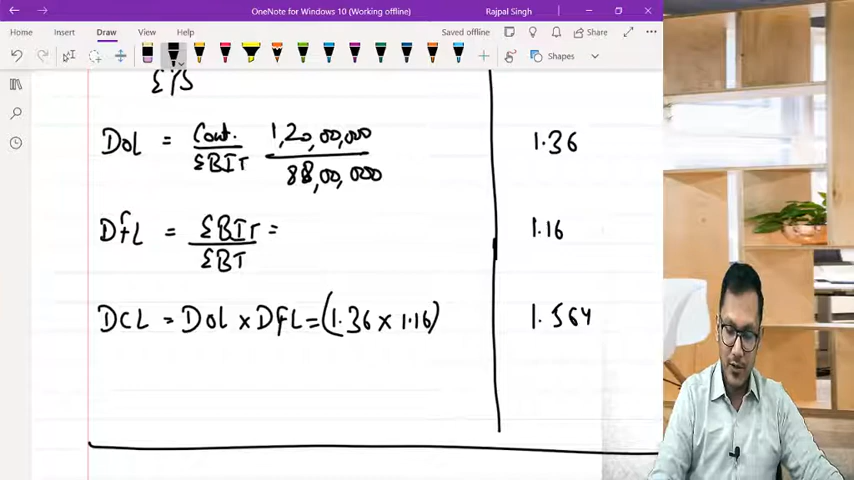 OneNote for Windows 10 (Working offline)
Rajpal Singh
Home Insert Draw View Saved offline Share
Shapes
EPS
DOL = Cont. / EBIT 1,20,00,000 / 88,00,000 1.36
DFL = EBIT / EBT = 1.16
DCL = DOL × DFL = (1.36 × 1.16) 1.564